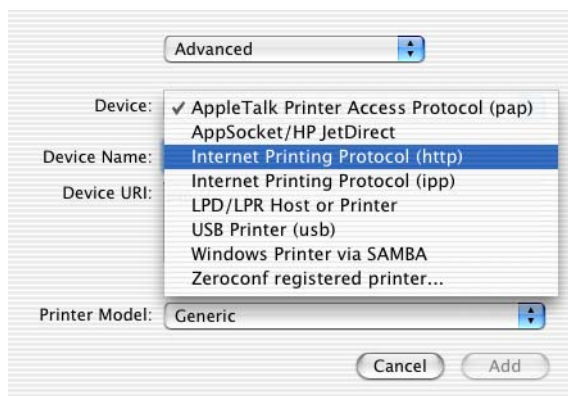 Advanced
Device:
✓ AppleTalk Printer Access Protocol (pap)
AppSocket/HP JetDirect
Device Name:
Internet Printing Protocol (http)
Internet Printing Protocol (ipp)
Device URI:
LPD/LPR Host or Printer
USB Printer (usb)
Windows Printer via SAMBA
Zeroconf registered printer...
Printer Model:
Generic
Cancel
Add